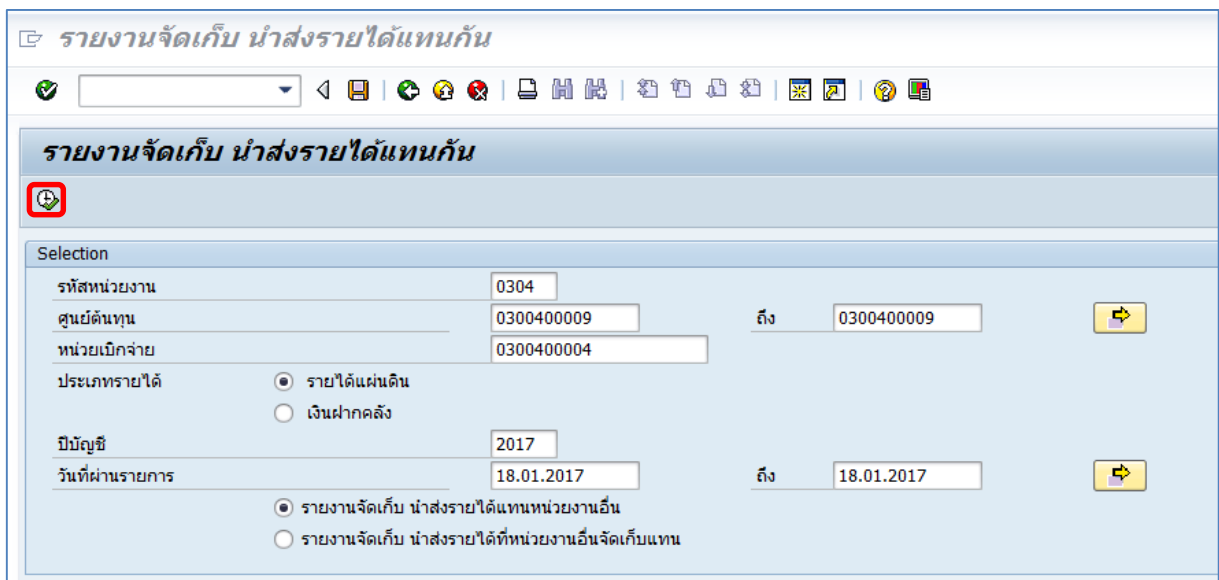 รายงานจัดเก็บ นำส่งรายได้แทนกัน
รายงานจัดเก็บ นำส่งรายได้แทนกัน
Selection
รหัสหน่วยงาน 0304
ศูนย์ต้นทุน 0300400009 ถึง 0300400009
หน่วยเบิกจ่าย 0300400004
ประเภทรายได้ รายได้แผ่นดิน
เงินฝากคลัง
ปีบัญชี 2017
วันที่ผ่านรายการ 18.01.2017 ถึง 18.01.2017
รายงานจัดเก็บ นำส่งรายได้แทนหน่วยงานอื่น
รายงานจัดเก็บ นำส่งรายได้ที่หน่วยงานอื่นจัดเก็บแทน